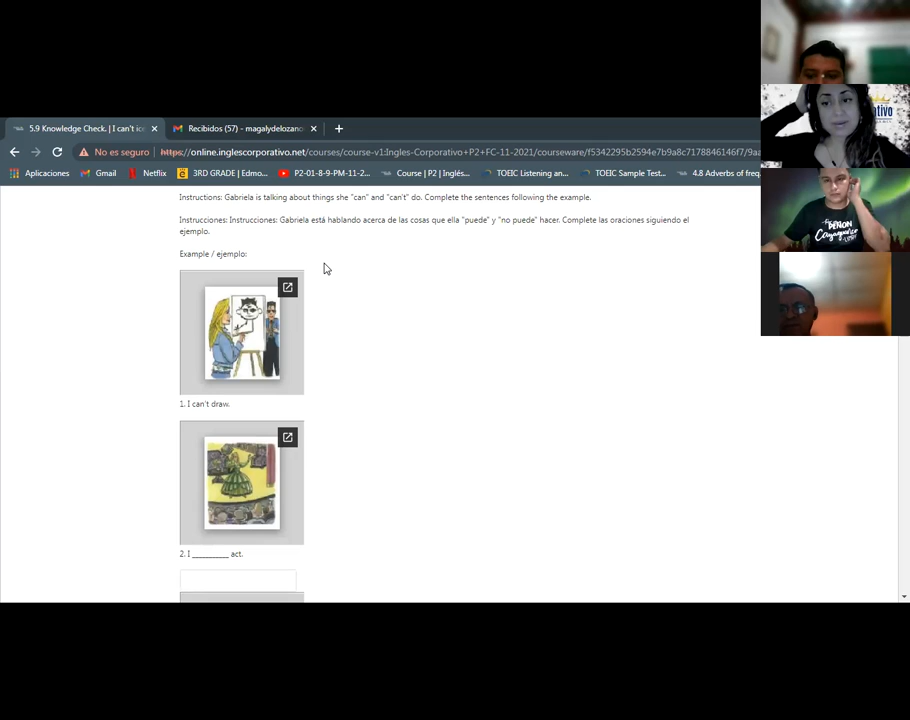 5.9 Knowledge Check. | I can't ice
Recibidos (57) - magalydelozano
No es seguro
https://online.inglescorporativo.net/courses/course-v1:Ingles-Corporativo+P2+FC-11-2021/courseware/f5342295b2594e7b9a8c7178846146f7/9aa
Aplicaciones
Gmail
Netflix
3RD GRADE | Edmo...
P2-01-8-9-PM-11-2...
Course | P2 | Inglés...
TOEIC Listening an...
TOEIC Sample Test...
4.8 Adverbs of freq
Instructions: Gabriela is talking about things she "can" and "can't" do. Complete the sentences following the example.
Instrucciones: Instrucciones: Gabriela está hablando acerca de las cosas que ella "puede" y "no puede" hacer. Complete las oraciones siguiendo el
ejemplo.
Example / ejemplo:
1. I can't draw.
2. I _________ act.